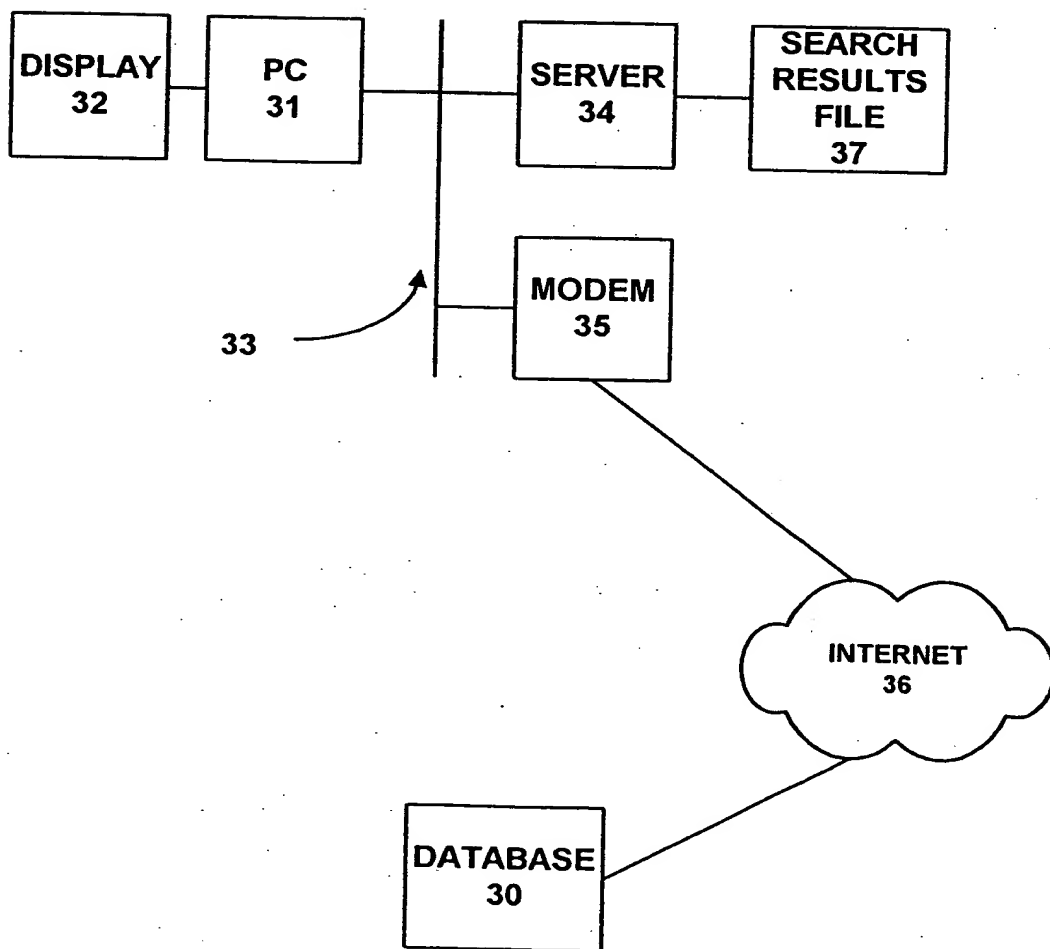 DISPLAY
32
PC
31
SERVER
34
SEARCH
RESULTS
FILE
37
MODEM
35
33
INTERNET
36
DATABASE
30